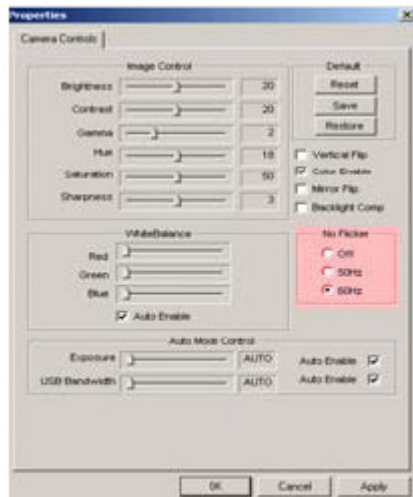 Properties
Camera Controls
Image Control
Brightness 20
Contrast 20
Gamma 2
Hue 18
Saturation 50
Sharpness 3
Default
Reset
Save
Restore
Vertical Flip
Color Enable
Mirror Flip
Backlight Comp
WhiteBalance
Red
Green
Blue
Auto Enable
No Flicker
Off
50Hz
60Hz
Auto Mode Control
Exposure AUTO Auto Enable
USB Bandwidth AUTO Auto Enable
OK Cancel Apply